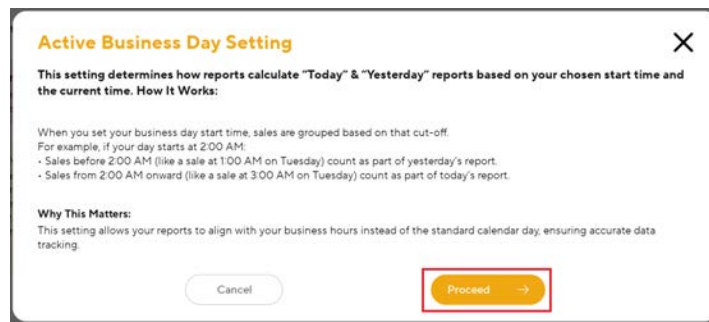 Active Business Day Setting
This setting determines how reports calculate "Today" & "Yesterday" reports based on your chosen start time and
the current time. How It Works:
When you set your business day start time, sales are grouped based on that cut-off.
For example, if your day starts at 2:00 AM:
• Sales before 2:00 AM (like a sale at 1:00 AM on Tuesday) count as part of yesterday's report.
• Sales from 2:00 AM onward (like a sale at 3:00 AM on Tuesday) count as part of today's report.
Why This Matters:
This setting allows your reports to align with your business hours instead of the standard calendar day, ensuring accurate data
tracking.
Cancel
Proceed →